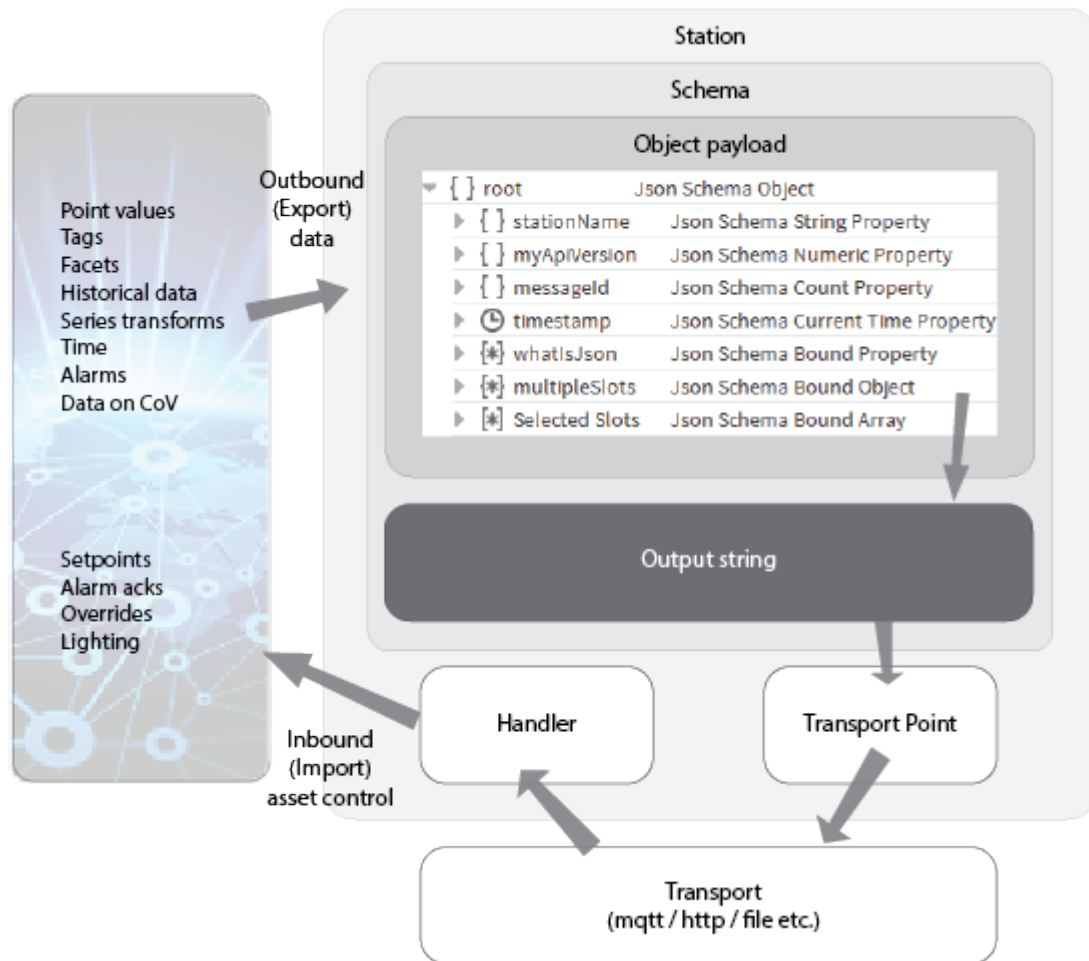 Station
Schema
Object payload
{ } root Json Schema Object
{ } stationName Json Schema String Property
{ } myApiVersion Json Schema Numeric Property
{ } messageId Json Schema Count Property
timestamp Json Schema Current Time Property
[*] whatIsJson Json Schema Bound Property
[*] multipleSlots Json Schema Bound Object
[*] Selected Slots Json Schema Bound Array
Output string
Outbound
(Export)
data
Point values
Tags
Facets
Historical data
Series transforms
Time
Alarms
Data on CoV
Setpoints
Alarm acks
Overrides
Lighting
Inbound
(Import)
asset control
Handler
Transport Point
Transport
(mqtt / http / file etc.)